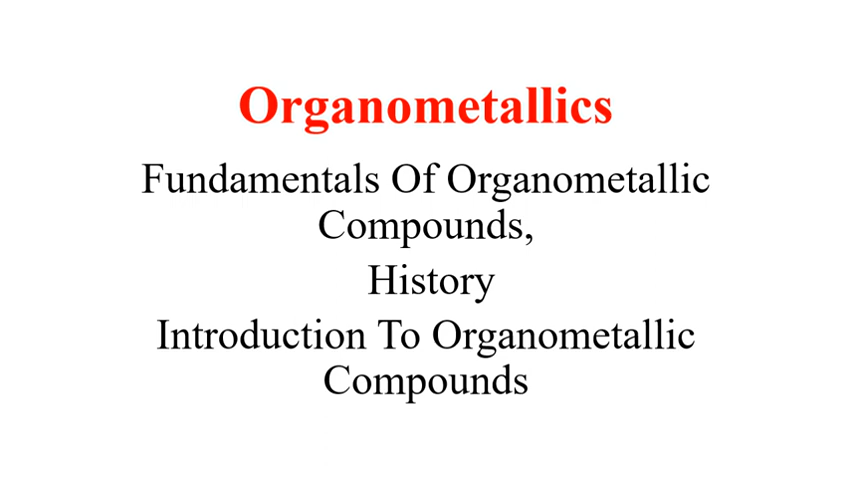 Organometallics
Fundamentals Of Organometallic
Compounds,
History
Introduction To Organometallic
Compounds